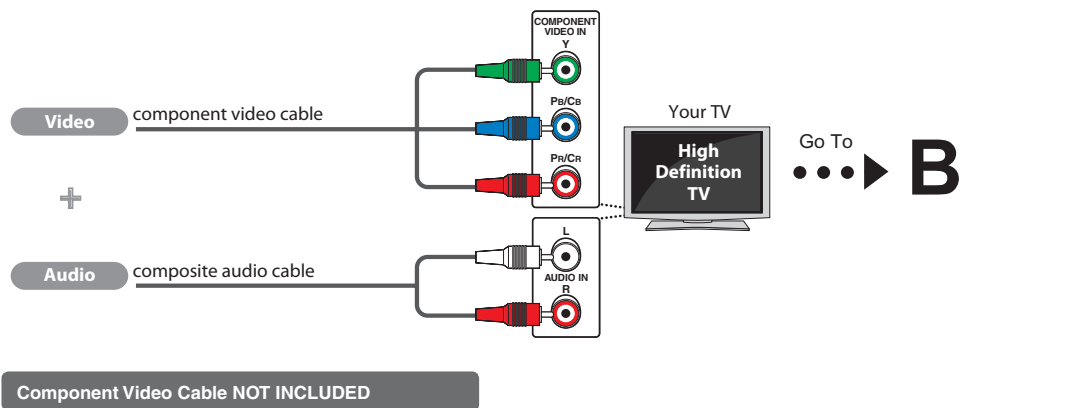 COMPONENT
VIDEO IN
Y
Video
component video cable
PB/CB
PR/CR
Your TV
High
Definition
TV
Go To
B
Audio
composite audio cable
L
AUDIO IN
R
Component Video Cable NOT INCLUDED